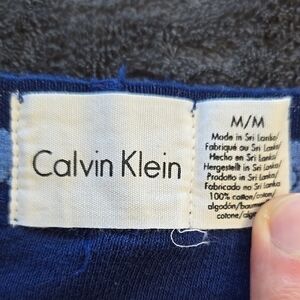 Calvin Klein
M/M
Made in Sri Lanka/
Fabriqué au Sri Lanka/
Hecho en Sri Lanka/
Hergestellt in Sri Lanka/
Prodotto in Sri Lanka/
Fabricado no Sri Lanka
100% cotton/coton/
algodón/baumwolle/
cotone/algo